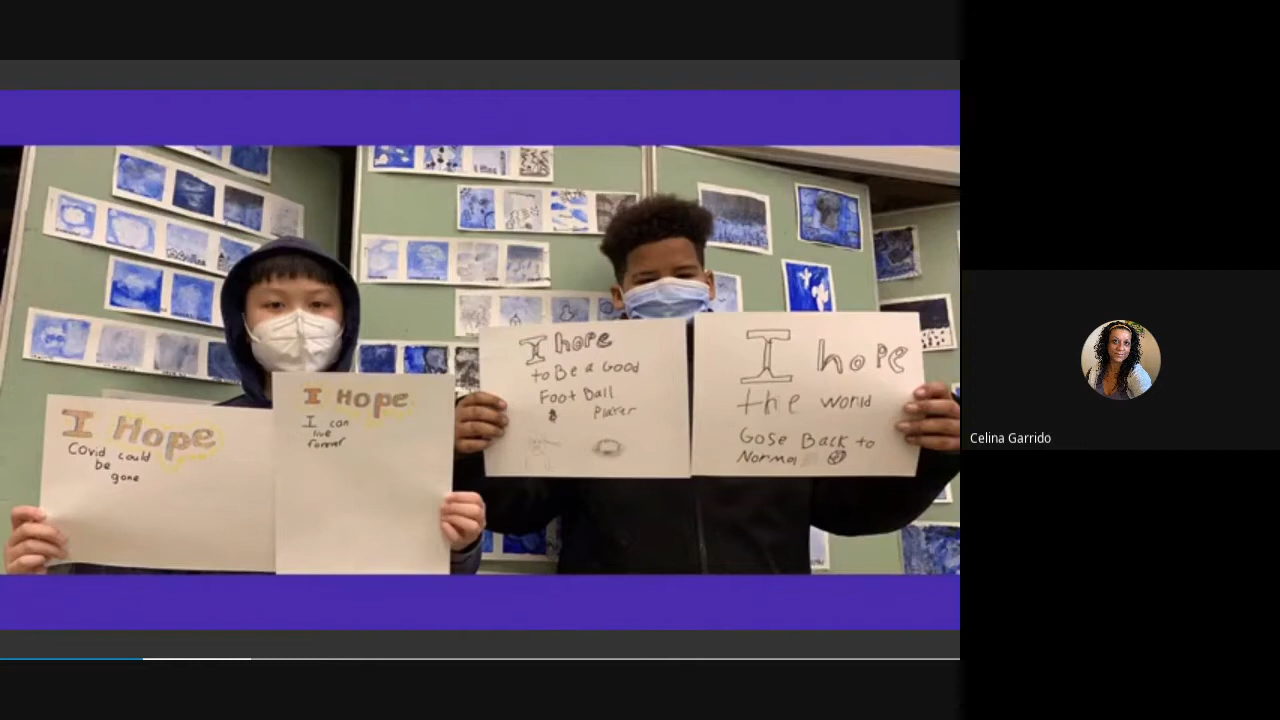 I Hope
Covid could
be
gone
I Hope
I can
live
forever
I hope
to Be a Good
Foot Ball
Player
I hope
the world
Gose Back to
Normal
Celina Garrido